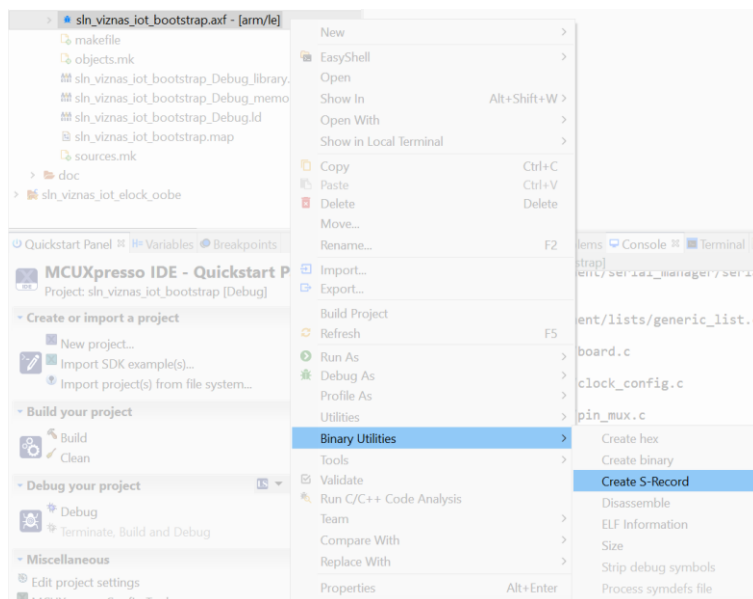 sln_viznas_iot_bootstrap.axf - [arm/le]
makefile
objects.mk
sln_viznas_iot_bootstrap_Debug_library.
sln_viznas_iot_bootstrap_Debug_memo
sln_viznas_iot_bootstrap_Debug.ld
sln_viznas_iot_bootstrap.map
sources.mk
doc
sln_viznas_iot_elock_oobe
Quickstart Panel Variables Breakpoints
MCUXpresso IDE - Quickstart P
Project: sln_viznas_iot_bootstrap [Debug]
Create or import a project
New project...
Import SDK example(s)...
Import project(s) from file system...
Build your project
Build
Clean
Debug your project
Debug
Terminate, Build and Debug
Miscellaneous
Edit project settings
New
EasyShell
Open
Show In Alt+Shift+W
Open With
Show in Local Terminal
Copy Ctrl+C
Paste Ctrl+V
Delete Delete
Move...
Rename... F2
Import...
Export...
Build Project
Refresh F5
Run As
Debug As
Profile As
Utilities
Binary Utilities
Tools
Validate
Run C/C++ Code Analysis
Team
Compare With
Replace With
Properties Alt+Enter
lems Console Terminal
strap]
ent/serial_manager/seri
ent/lists/generic_list.
board.c
clock_config.c
pin_mux.c
Create hex
Create binary
Create S-Record
Disassemble
ELF Information
Size
Strip debug symbols
Process symdefs file